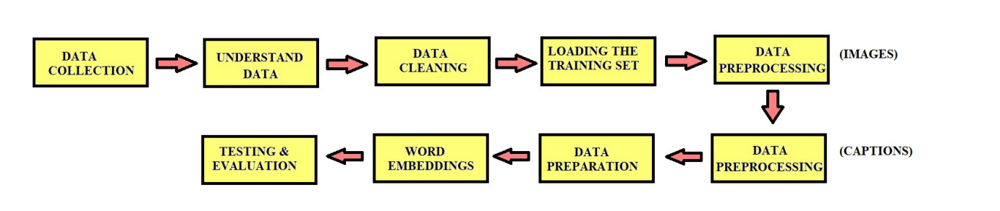 DATA
COLLECTION
UNDERSTAND
DATA
DATA
CLEANING
LOADING THE
TRAINING SET
DATA
PREPROCESSING
(IMAGES)
DATA
PREPROCESSING
(CAPTIONS)
DATA
PREPARATION
WORD
EMBEDDINGS
TESTING &
EVALUATION